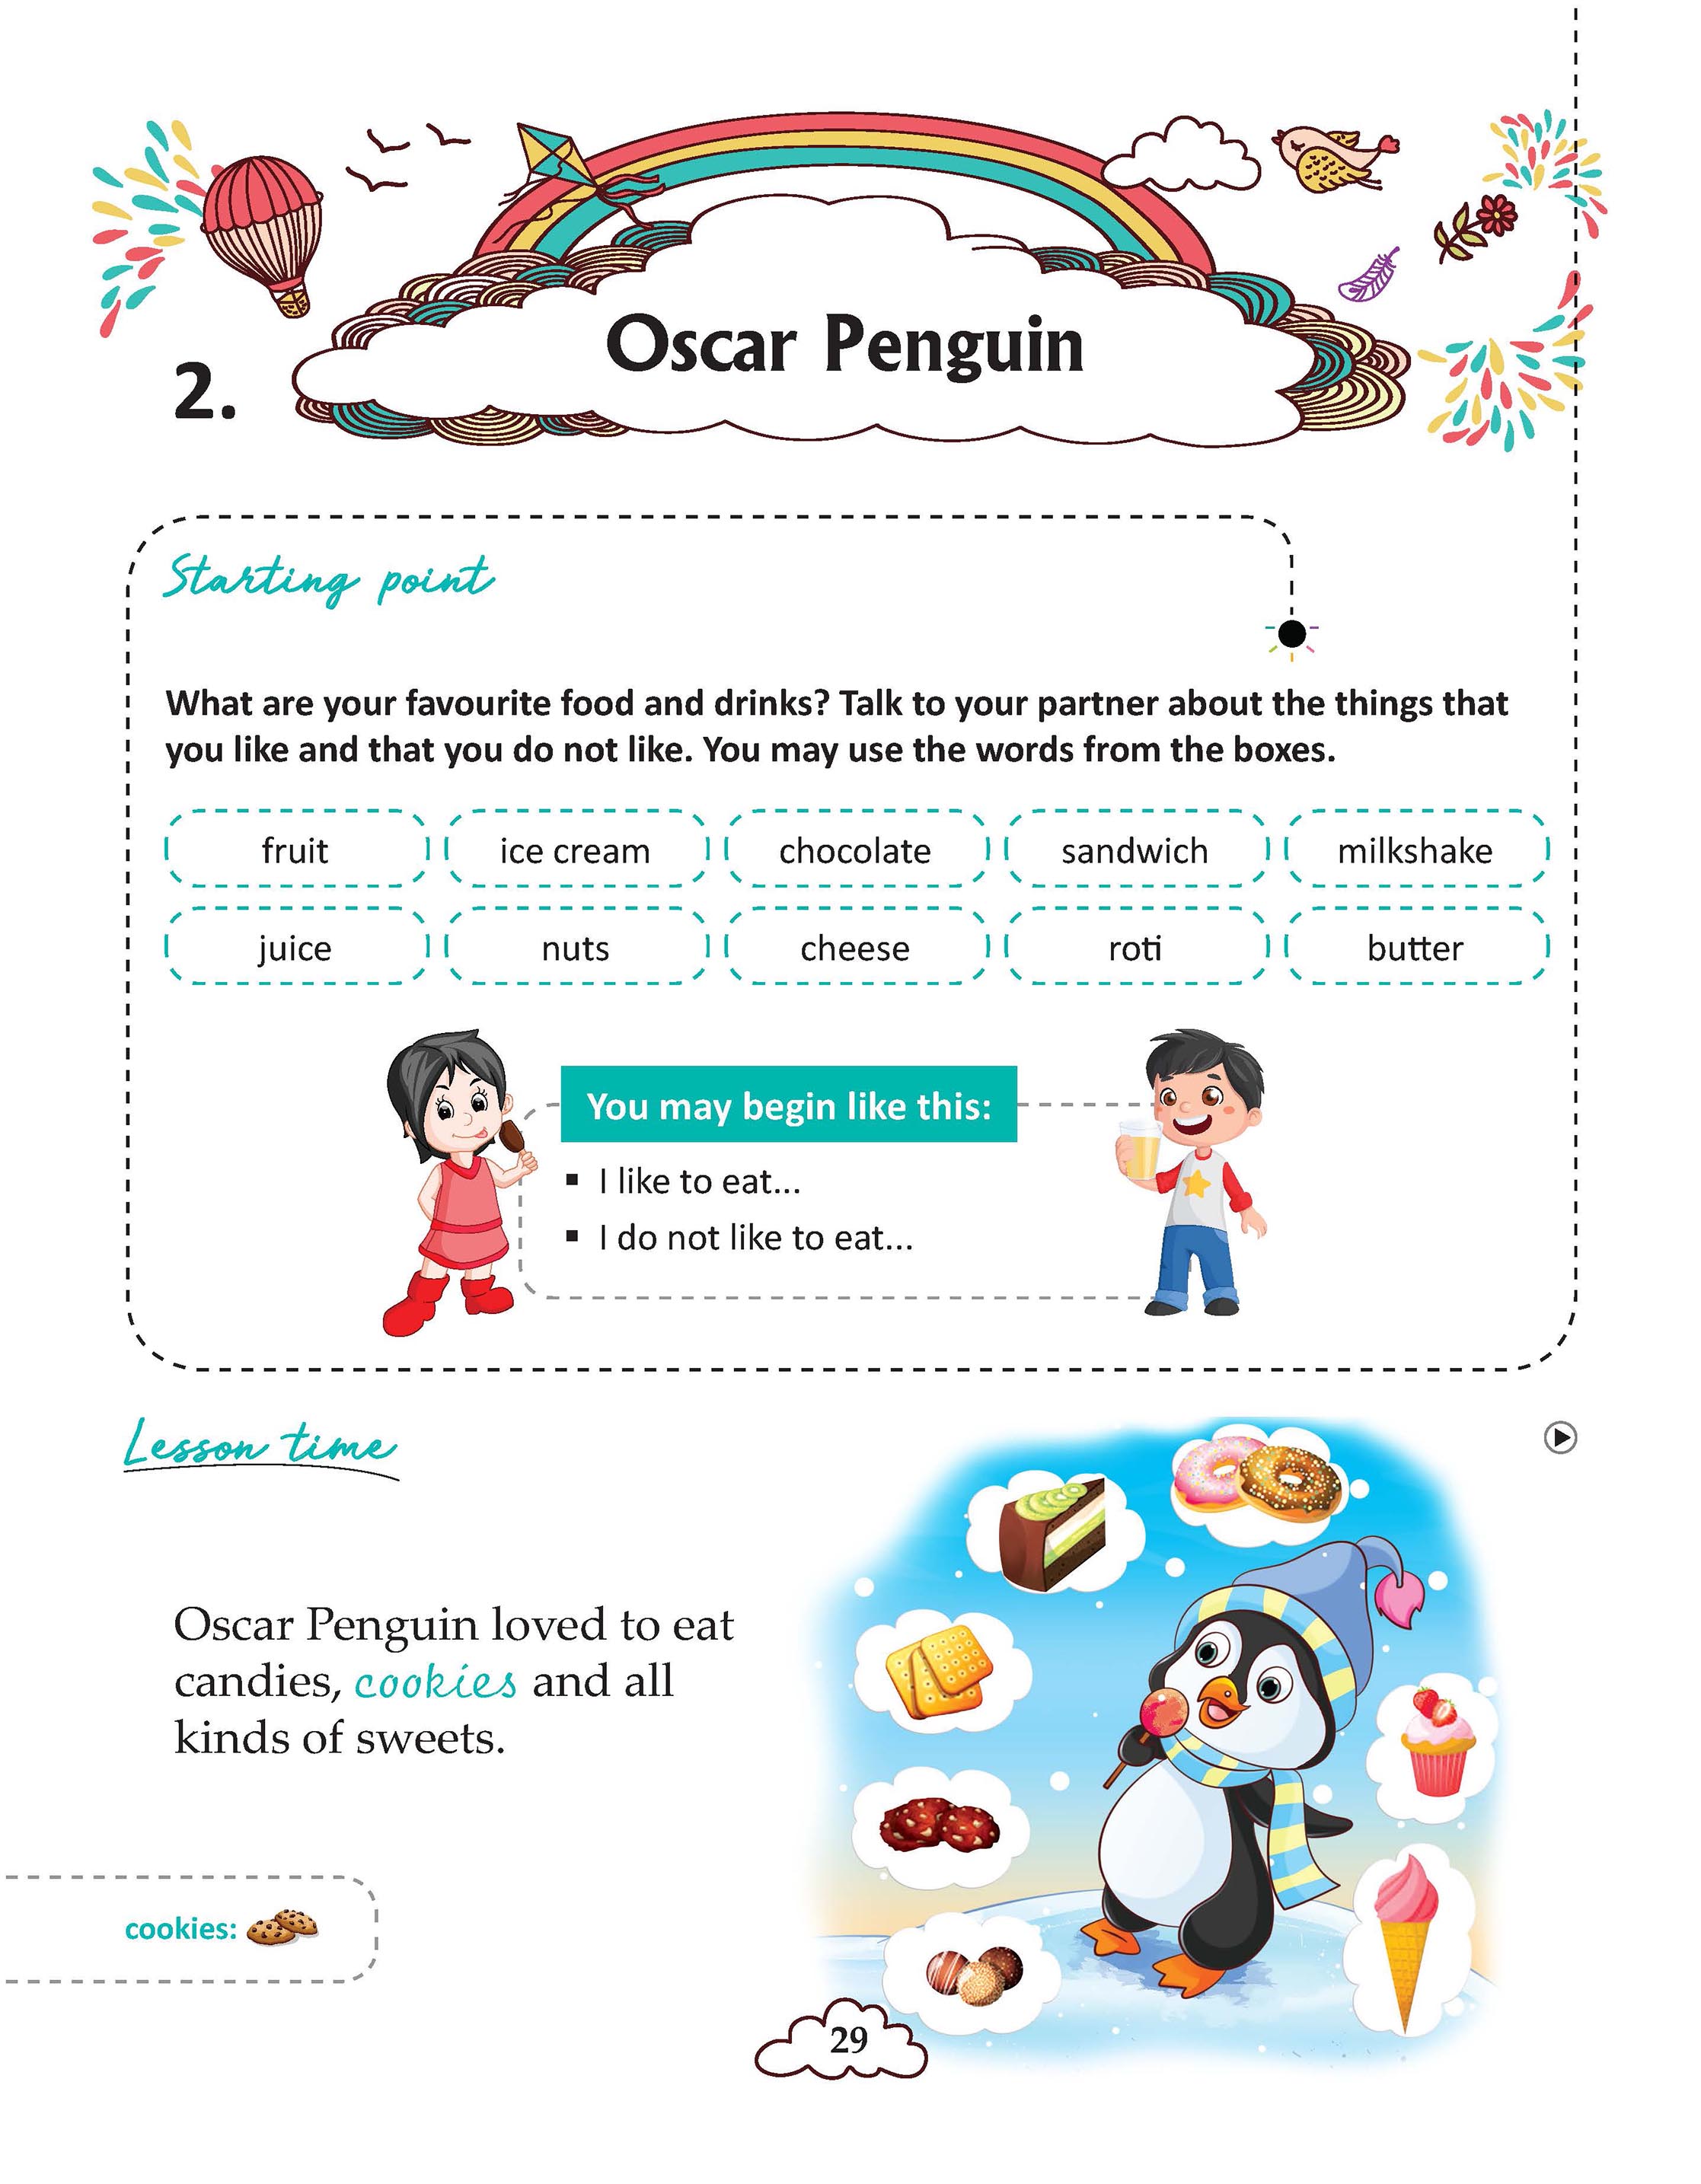 2.
Oscar Penguin
Starting point
What are your favourite food and drinks? Talk to your partner about the things that
you like and that you do not like. You may use the words from the boxes.
fruit
ice cream
chocolate
sandwich
milkshake
juice
nuts
cheese
roti
butter
You may begin like this:
▪ I like to eat...
▪ I do not like to eat...
Lesson time
Oscar Penguin loved to eat
candies, cookies and all
kinds of sweets.
cookies:
29